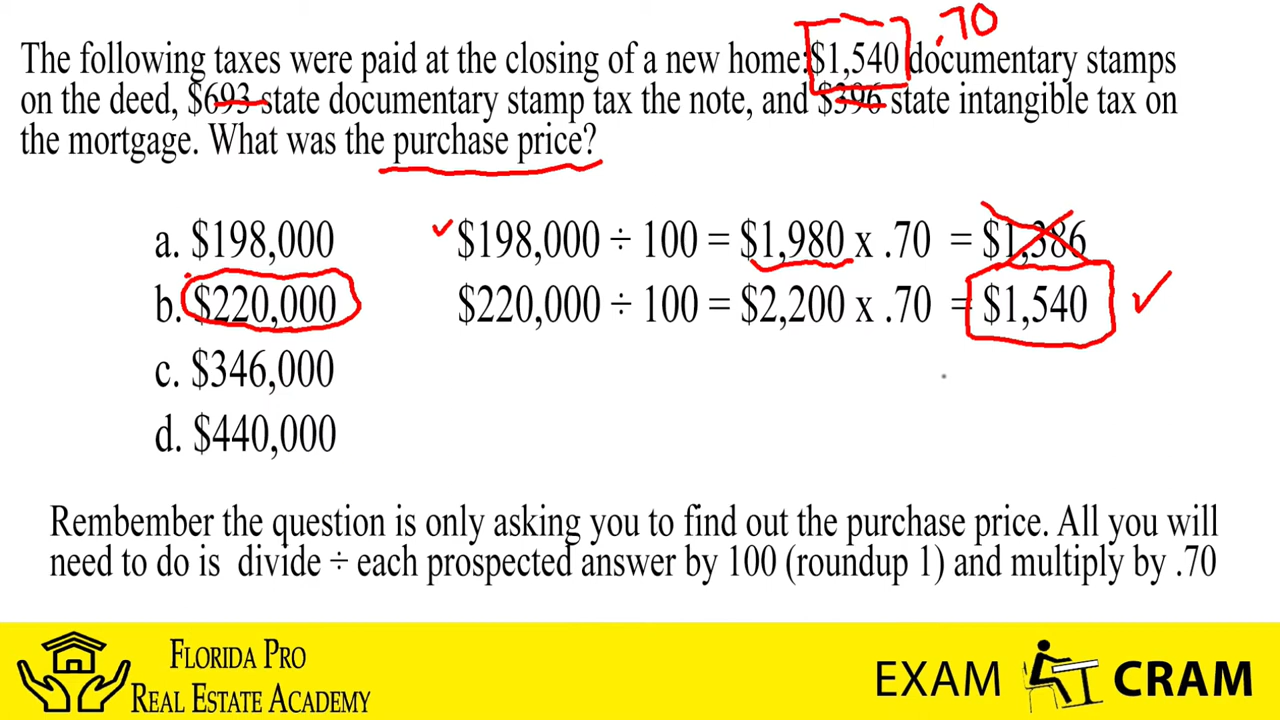 .70
The following taxes were paid at the closing of a new home: $1,540 documentary stamps
on the deed, $693 state documentary stamp tax the note, and $396 state intangible tax on
the mortgage. What was the purchase price?
a. $198,000 $198,000 ÷ 100 = $1,980 x .70 = $1,386
b. $220,000 $220,000 ÷ 100 = $2,200 x .70 = $1,540
c. $346,000
d. $440,000
Rembember the question is only asking you to find out the purchase price. All you will
need to do is divide ÷ each prospected answer by 100 (roundup 1) and multiply by .70
FLORIDA PRO
REAL ESTATE ACADEMY
EXAM CRAM